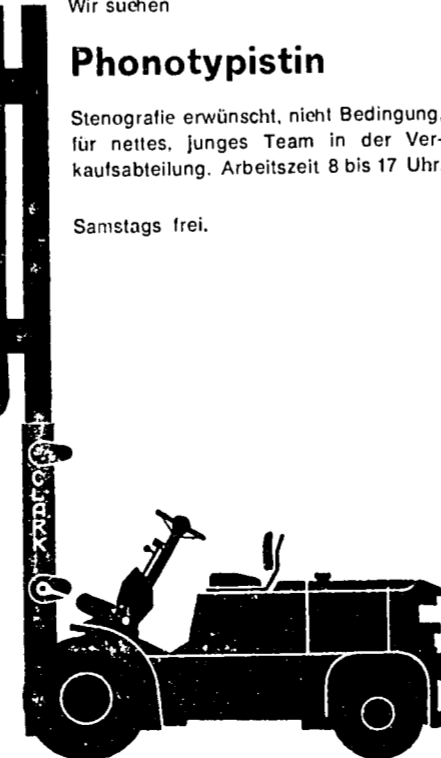 Wir suchen
Phonotypistin
Stenografie erwünscht, nicht Bedingung,
für nettes, junges Team in der Ver-
kaufsabteilung. Arbeitszeit 8 bis 17 Uhr.
Samstags frei.
CLARK